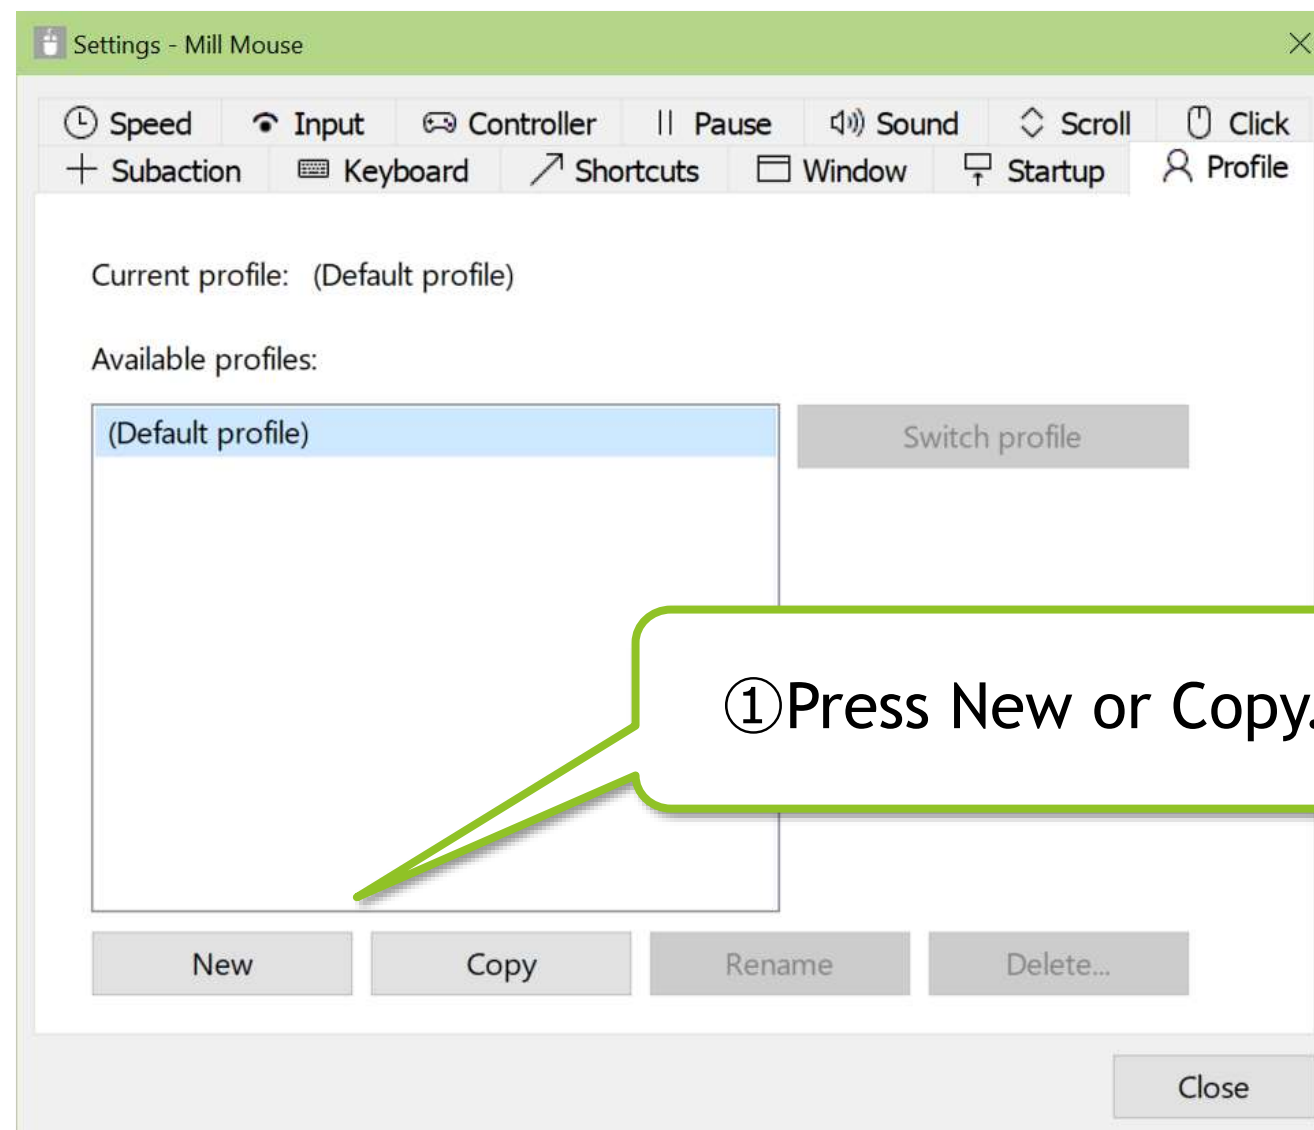 Settings - Mill Mouse
Speed Input Controller Pause Sound Scroll Click
Subaction Keyboard Shortcuts Window Startup Profile
Current profile: (Default profile)
Available profiles:
(Default profile)
Switch profile
①Press New or Copy.
New Copy Rename Delete...
Close